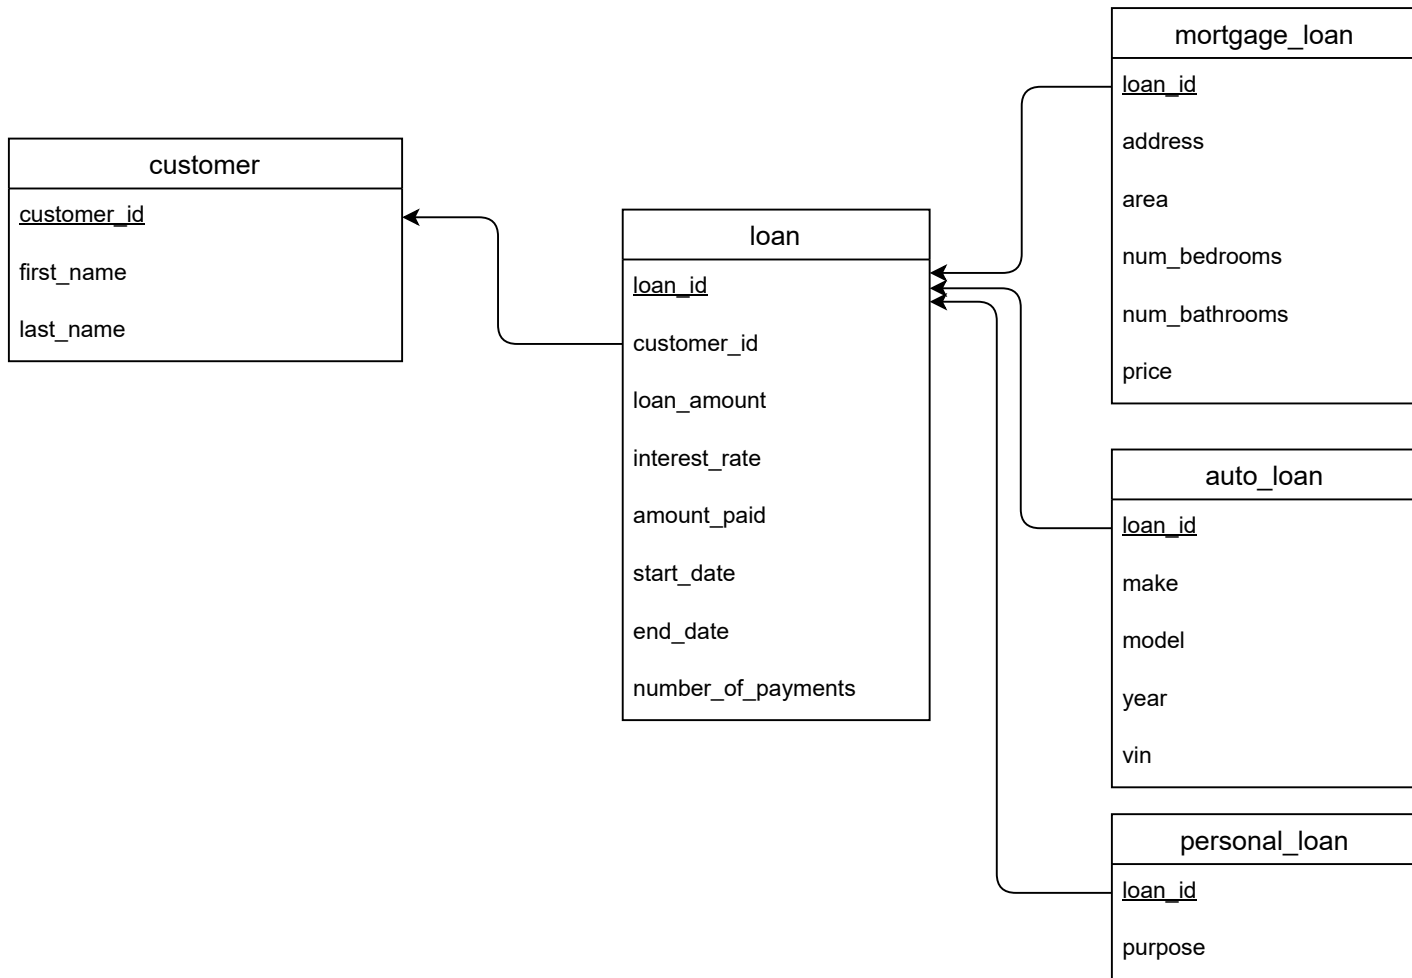 customer
customer_id
first_name
last_name
loan
loan_id
customer_id
loan_amount
interest_rate
amount_paid
start_date
end_date
number_of_payments
mortgage_loan
loan_id
address
area
num_bedrooms
num_bathrooms
price
auto_loan
loan_id
make
model
year
vin
personal_loan
loan_id
purpose